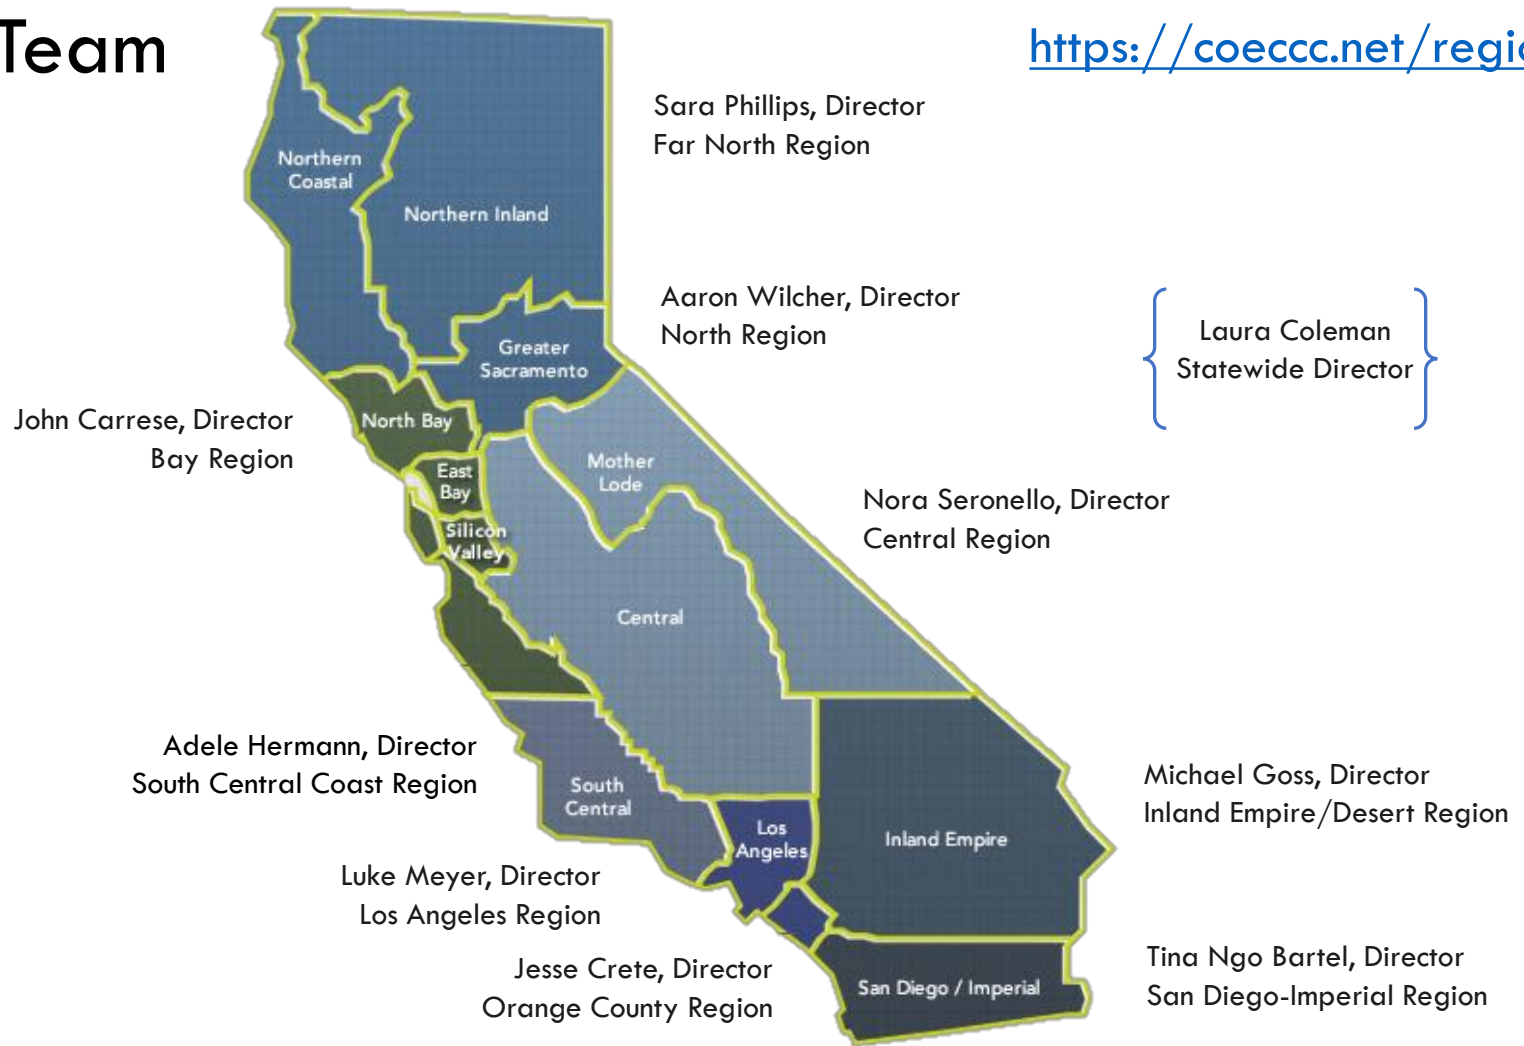 Team
https://coeccc.net/regio
Sara Phillips, Director
Far North Region
Northern
Coastal
Northern Inland
Aaron Wilcher, Director
North Region
Laura Coleman
Statewide Director
Greater
Sacramento
John Carrese, Director
Bay Region
North Bay
East
Bay
Mother
Lode
Silicon
Valley
Nora Seronello, Director
Central Region
Central
Adele Hermann, Director
South Central Coast Region
South
Central
Los
Angeles
Inland Empire
Michael Goss, Director
Inland Empire/Desert Region
Luke Meyer, Director
Los Angeles Region
Jesse Crete, Director
Orange County Region
San Diego / Imperial
Tina Ngo Bartel, Director
San Diego-Imperial Region